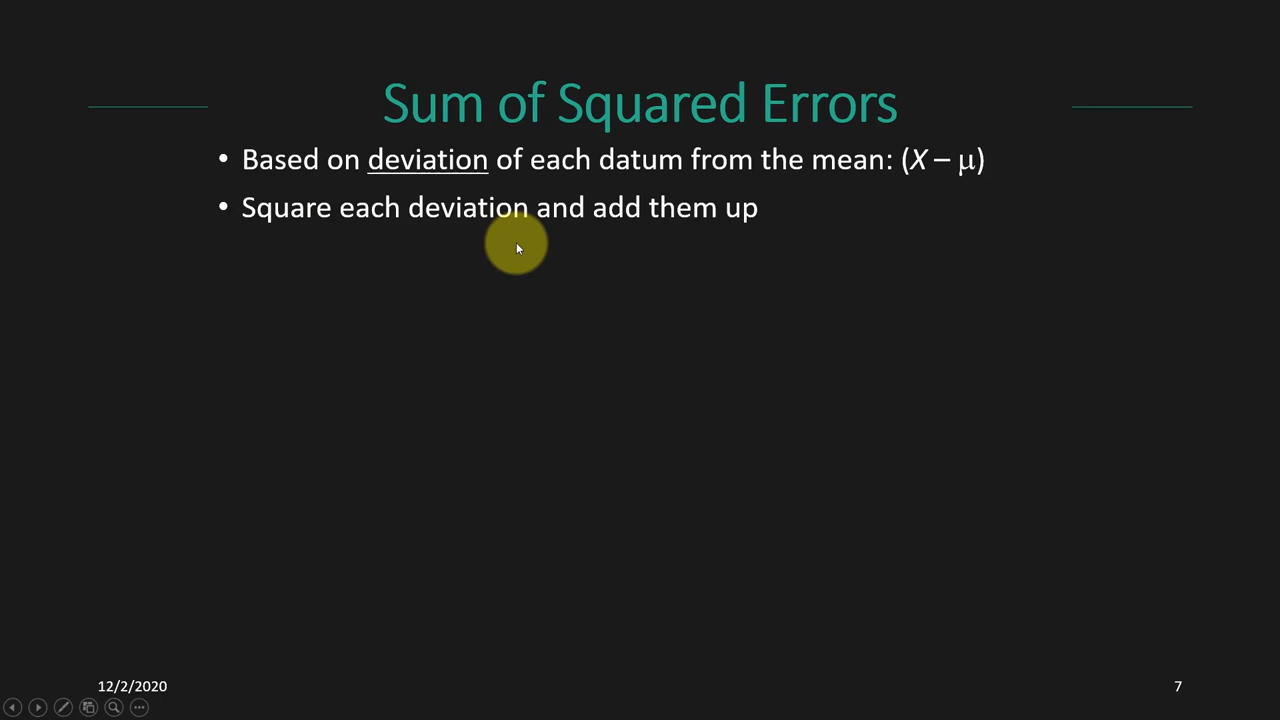 Sum of Squared Errors
• Based on deviation of each datum from the mean: (X – μ)
• Square each deviation and add them up
12/2/2020
7